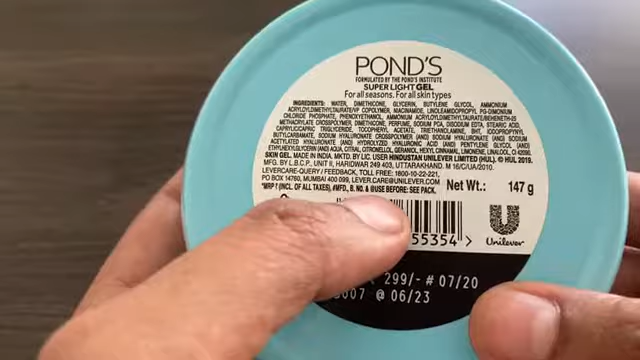 POND'S
FORMULATED BY THE POND'S INSTITUTE
SUPER LIGHT GEL
For all seasons. For all skin types
INGREDIENTS: WATER, DIMETHICONE, GLYCERIN, BUTYLENE GLYCOL, AMMONIUM
ACRYLOYLDIMETHYLTAURATE/VP COPOLYMER, NIACINAMIDE, LINOLEAMIDOPROPYL PG-DIMONIUM
CHLORIDE PHOSPHATE, PHENOXYETHANOL, AMMONIUM ACRYLOYLDIMETHYLTAURATE/BEHENETH-25
METHACRYLATE CROSSPOLYMER, DIMETHICONE, PERFUME, SODIUM PCA, DISODIUM EDTA, STEARIC ACID,
CAPRYLIC/CAPRIC TRIGLYCERIDE, TOCOPHERYL ACETATE, TRIETHANOLAMINE, BHT, IODOPROPYNYL
BUTYLCARBAMATE, SODIUM HYALURONATE CROSSPOLYMER (AND) SODIUM HYALURONATE (AND) SODIUM
ACETYLATED HYALURONATE (AND) HYDROLYZED HYALURONIC ACID (AND) PENTYLENE GLYCOL (AND)
ETHYLHEXYLGLYCERIN (AND) AQUA, CITRAL, CITRONELLOL, GERANIOL, HEXYL CINNAMAL, LIMONENE, LINALOOL, CI 42090.
SKIN GEL. MADE IN INDIA. MKTD. BY LIC. USER HINDUSTAN UNILEVER LIMITED (HUL). © HUL 2019.
MFD. BY L.B.C.P., UNIT II, HARIDWAR 249 403, UTTARAKHAND. M 16/C/UA/2010.
LEVERCARE-QUERY / FEEDBACK, TOLLFREE:1800-10-22-221,
PO BOX 14760, MUMBAI 400 099, LEVER.CARE@UNILEVER.COM
*MRP ₹ (INCL. OF ALL TAXES), #MFD., B. NO. & @USE BEFORE: SEE PACK.
Net Wt.: 147 g
55354 >
Unilever
299/- # 07/20
007 @ 06/23